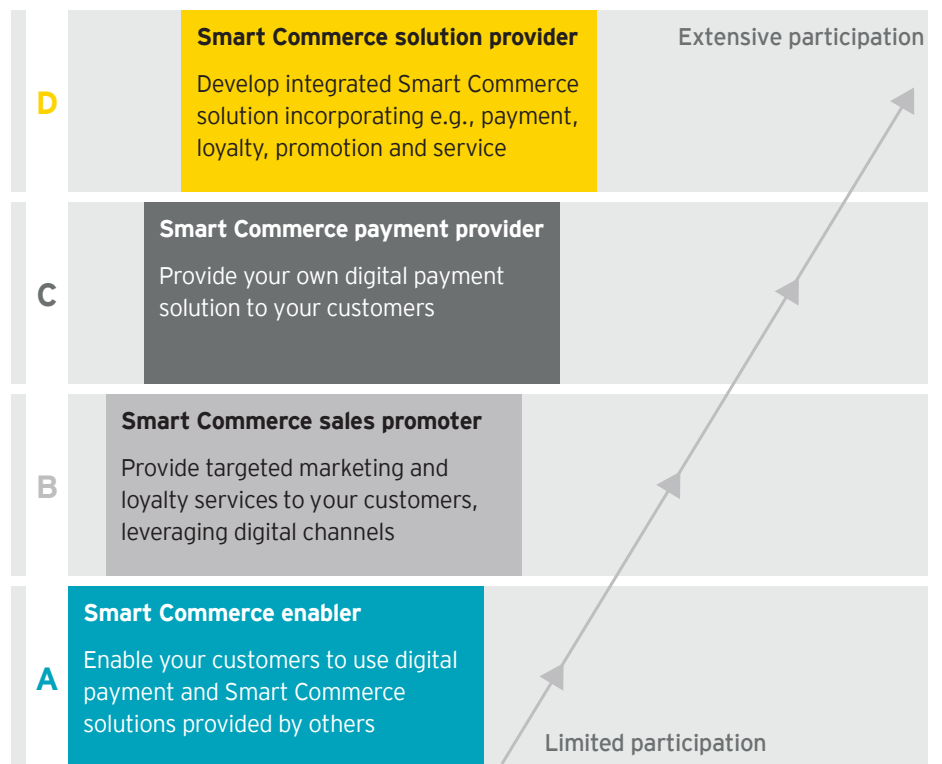 D
Smart Commerce solution provider
Develop integrated Smart Commerce
solution incorporating e.g., payment,
loyalty, promotion and service
Extensive participation
C
Smart Commerce payment provider
Provide your own digital payment
solution to your customers
B
Smart Commerce sales promoter
Provide targeted marketing and
loyalty services to your customers,
leveraging digital channels
A
Smart Commerce enabler
Enable your customers to use digital
payment and Smart Commerce
solutions provided by others
Limited participation